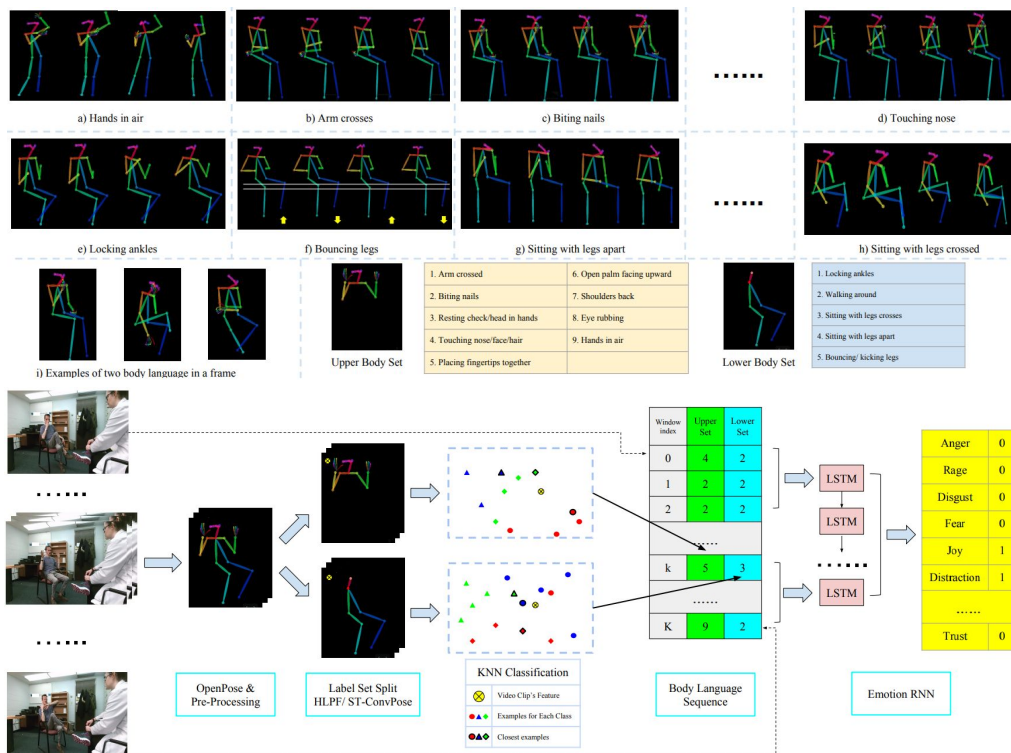 ......
a) Hands in air
b) Arm crosses
c) Biting nails
d) Touching nose
......
e) Locking ankles
f) Bouncing legs
g) Sitting with legs apart
h) Sitting with legs crossed
i) Examples of two body language in a frame
Upper Body Set
1. Arm crossed
2. Biting nails
3. Resting check/head in hands
4. Touching nose/face/hair
5. Placing fingertips together
6. Open palm facing upward
7. Shoulders back
8. Eye rubbing
9. Hands in air
Lower Body Set
1. Locking ankles
2. Walking around
3. Sitting with legs crosses
4. Sitting with legs apart
5. Bouncing/ kicking legs
......
......
OpenPose &
Pre-Processing
Label Set Split
HLPF/ ST-ConvPose
KNN Classification
Video Clip's Feature
Examples for Each Class
Closest examples
Window
index
Upper
Set
Lower
Set
0 4 2
1 2 2
2 2 2
......
k 5 3
......
K 9 2
Body Language
Sequence
LSTM
LSTM
......
LSTM
Emotion RNN
Anger 0
Rage 0
Disgust 0
Fear 0
Joy 1
Distraction 1
......
Trust 0